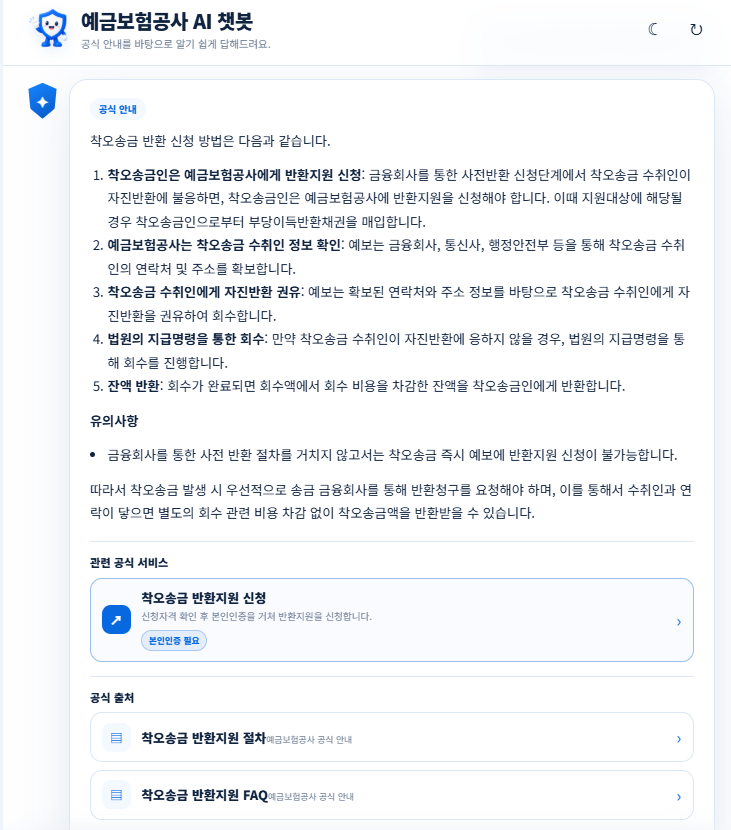 예금보험공사 AI 챗봇
공식 안내를 바탕으로 알기 쉽게 답해드려요.
공식 안내
착오송금 반환 신청 방법은 다음과 같습니다.
1. 착오송금인은 예금보험공사에게 반환지원 신청: 금융회사를 통한 사전반환 신청단계에서 착오송금 수취인이
자진반환에 불응하면, 착오송금인은 예금보험공사에 반환지원을 신청해야 합니다. 이때 지원대상에 해당될
경우 착오송금인으로부터 부당이득반환채권을 매입합니다.
2. 예금보험공사는 착오송금 수취인 정보 확인: 예보는 금융회사, 통신사, 행정안전부 등을 통해 착오송금 수취
인의 연락처 및 주소를 확보합니다.
3. 착오송금 수취인에게 자진반환 권유: 예보는 확보된 연락처와 주소 정보를 바탕으로 착오송금 수취인에게 자
진반환을 권유하여 회수합니다.
4. 법원의 지급명령을 통한 회수: 만약 착오송금 수취인이 자진반환에 응하지 않을 경우, 법원의 지급명령을 통
해 회수를 진행합니다.
5. 잔액 반환: 회수가 완료되면 회수액에서 회수 비용을 차감한 잔액을 착오송금인에게 반환합니다.
유의사항
• 금융회사를 통한 사전 반환 절차를 거치지 않고서는 착오송금 즉시 예보에 반환지원 신청이 불가능합니다.
따라서 착오송금 발생 시 우선적으로 송금 금융회사를 통해 반환청구를 요청해야 하며, 이를 통해서 수취인과 연
락이 닿으면 별도의 회수 관련 비용 차감 없이 착오송금액을 반환받을 수 있습니다.
관련 공식 서비스
착오송금 반환지원 신청
신청자격 확인 후 본인인증을 거쳐 반환지원을 신청합니다.
본인인증 필요
공식 출처
착오송금 반환지원 절차예금보험공사 공식 안내
착오송금 반환지원 FAQ예금보험공사 공식 안내